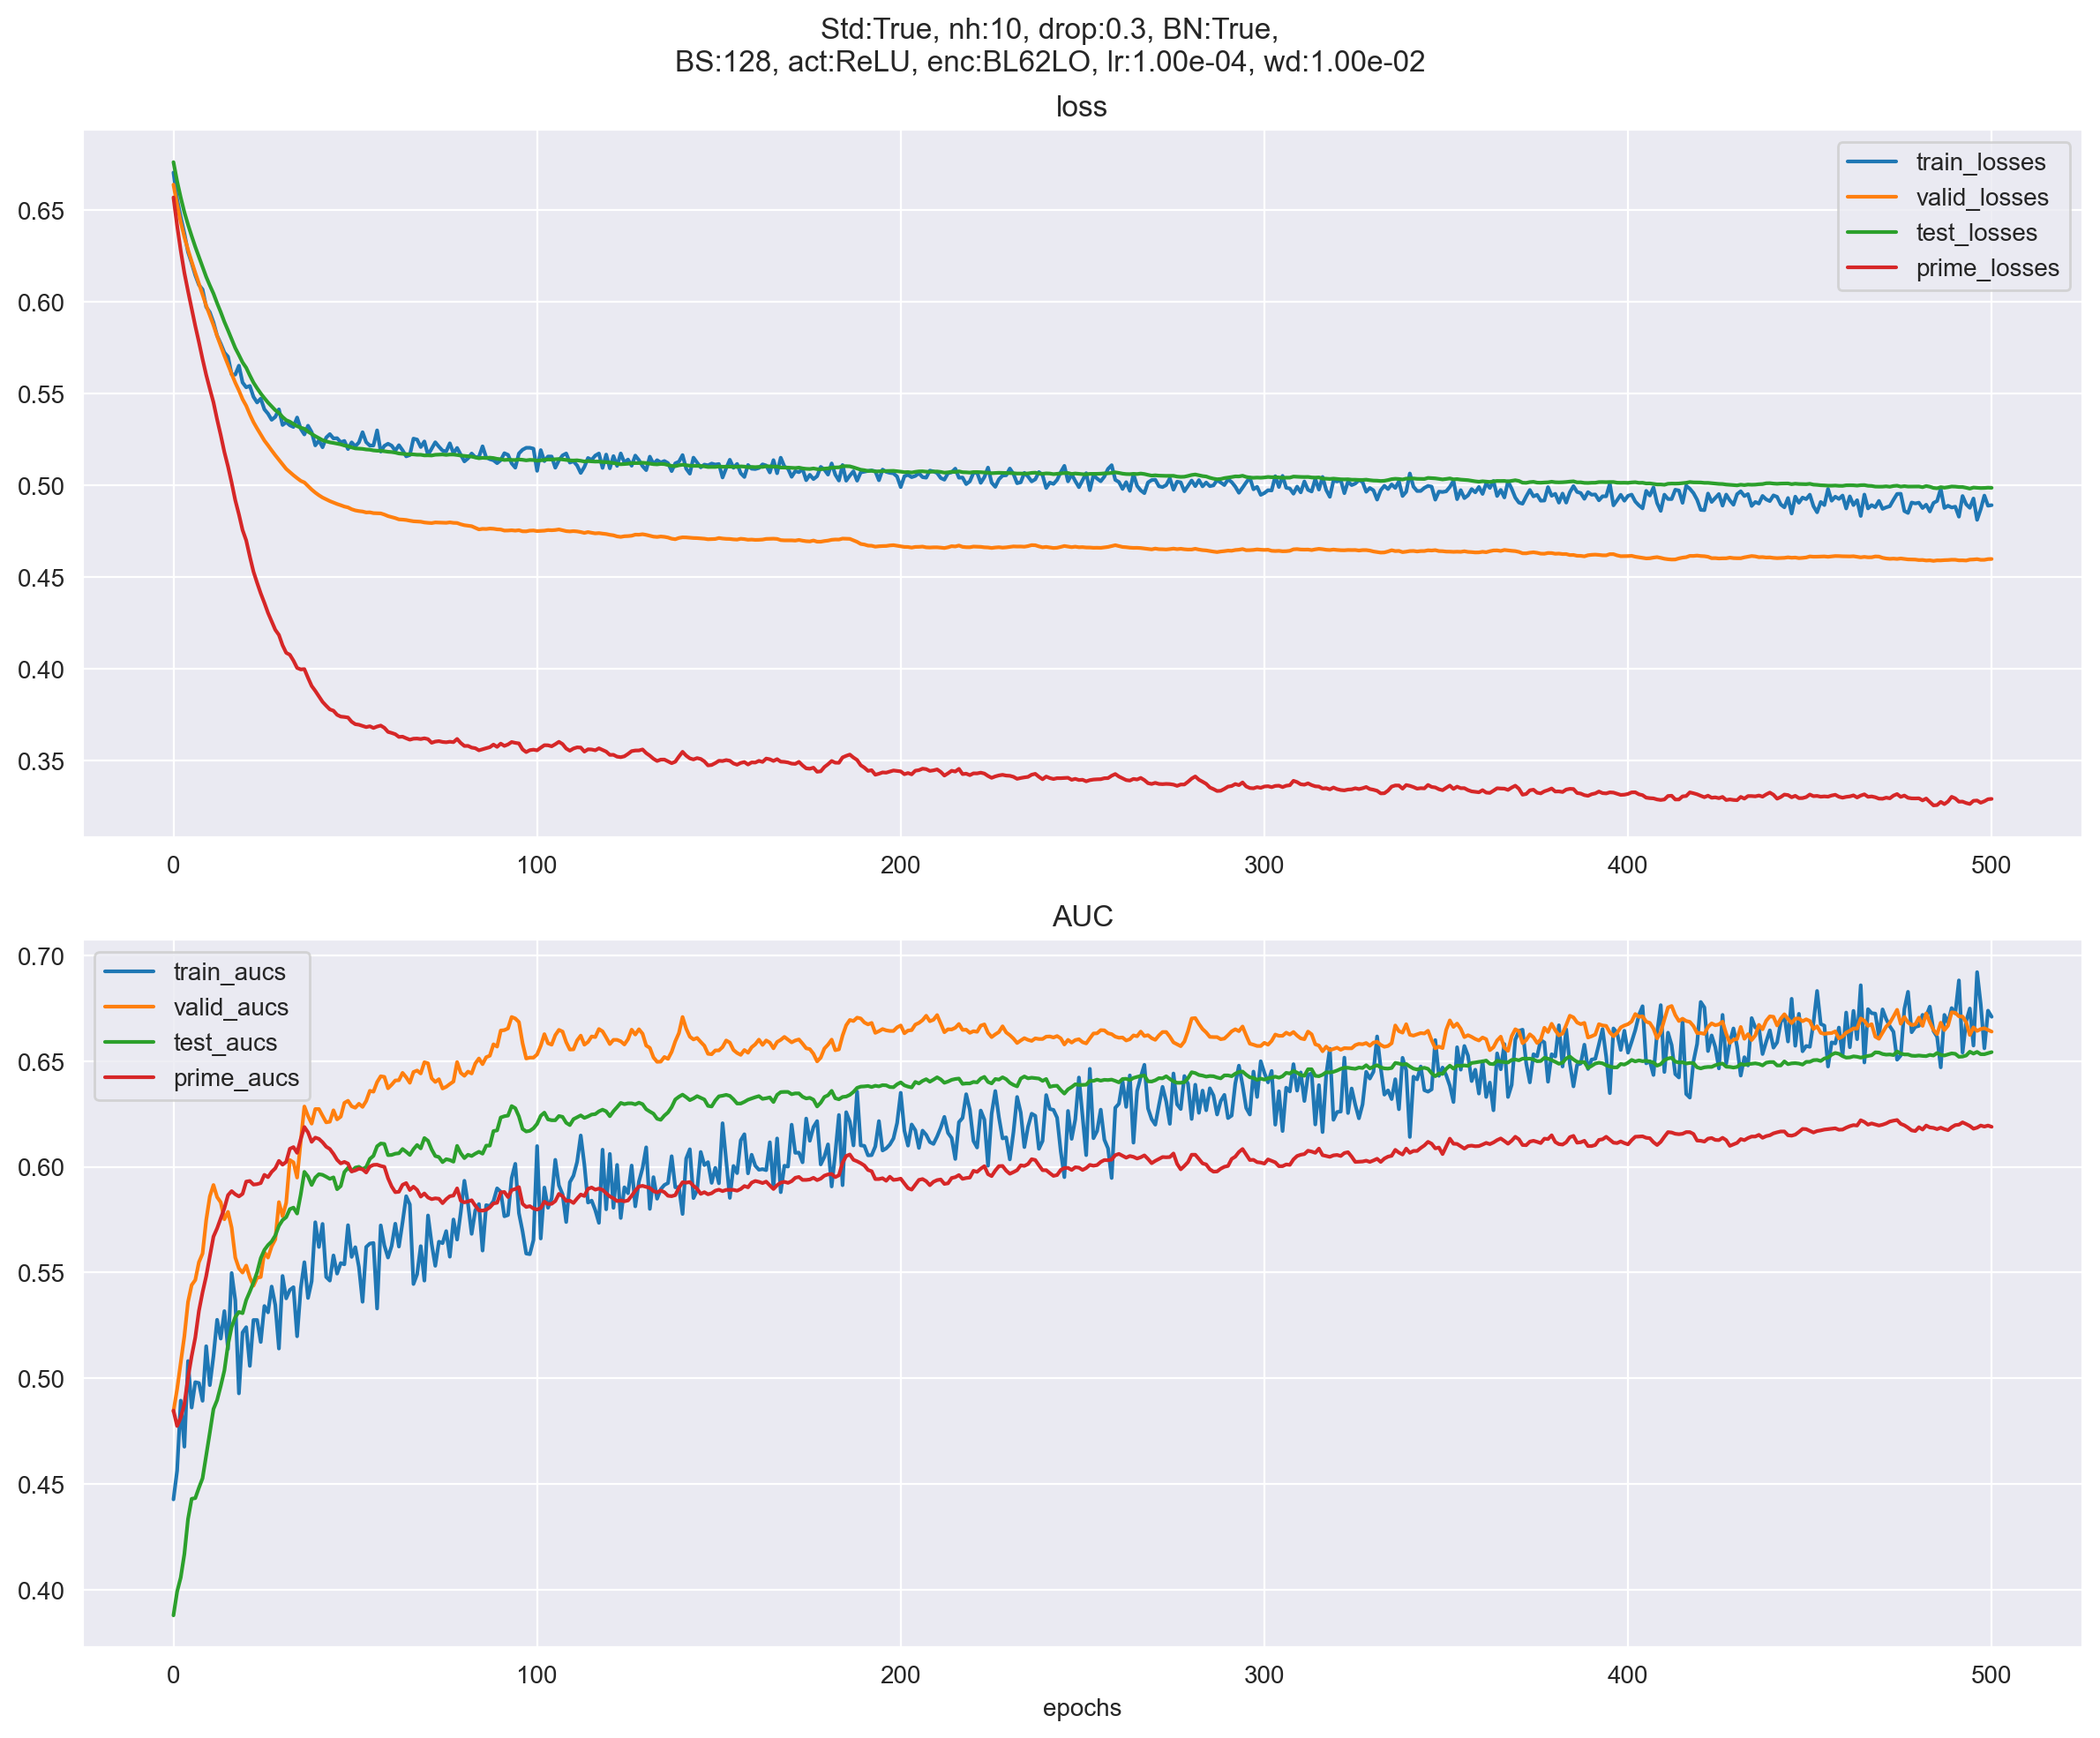 Std:True, nh:10, drop:0.3, BN:True,
BS:128, act:ReLU, enc:BL62LO, lr:1.00e-04, wd:1.00e-02
loss
train_losses
valid_losses
test_losses
prime_losses
0.65
0.60
0.55
0.50
0.45
0.40
0.35
0 100 200 300 400 500
AUC
train_aucs
valid_aucs
test_aucs
prime_aucs
0.70
0.65
0.60
0.55
0.50
0.45
0.40
0 100 200 300 400 500
epochs